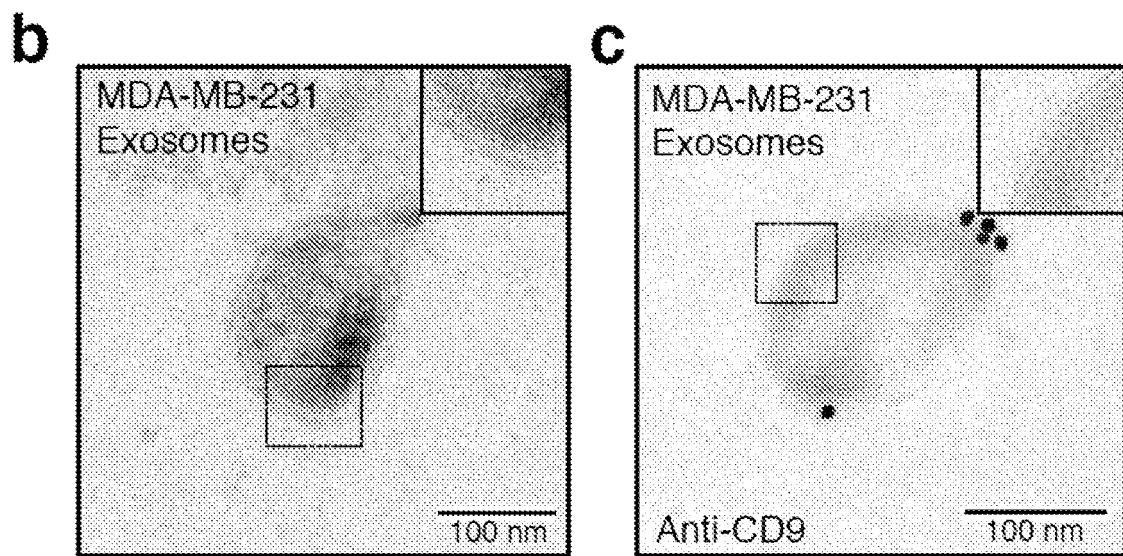 b
MDA-MB-231
Exosomes
100 nm
c
MDA-MB-231
Exosomes
Anti-CD9
100 nm